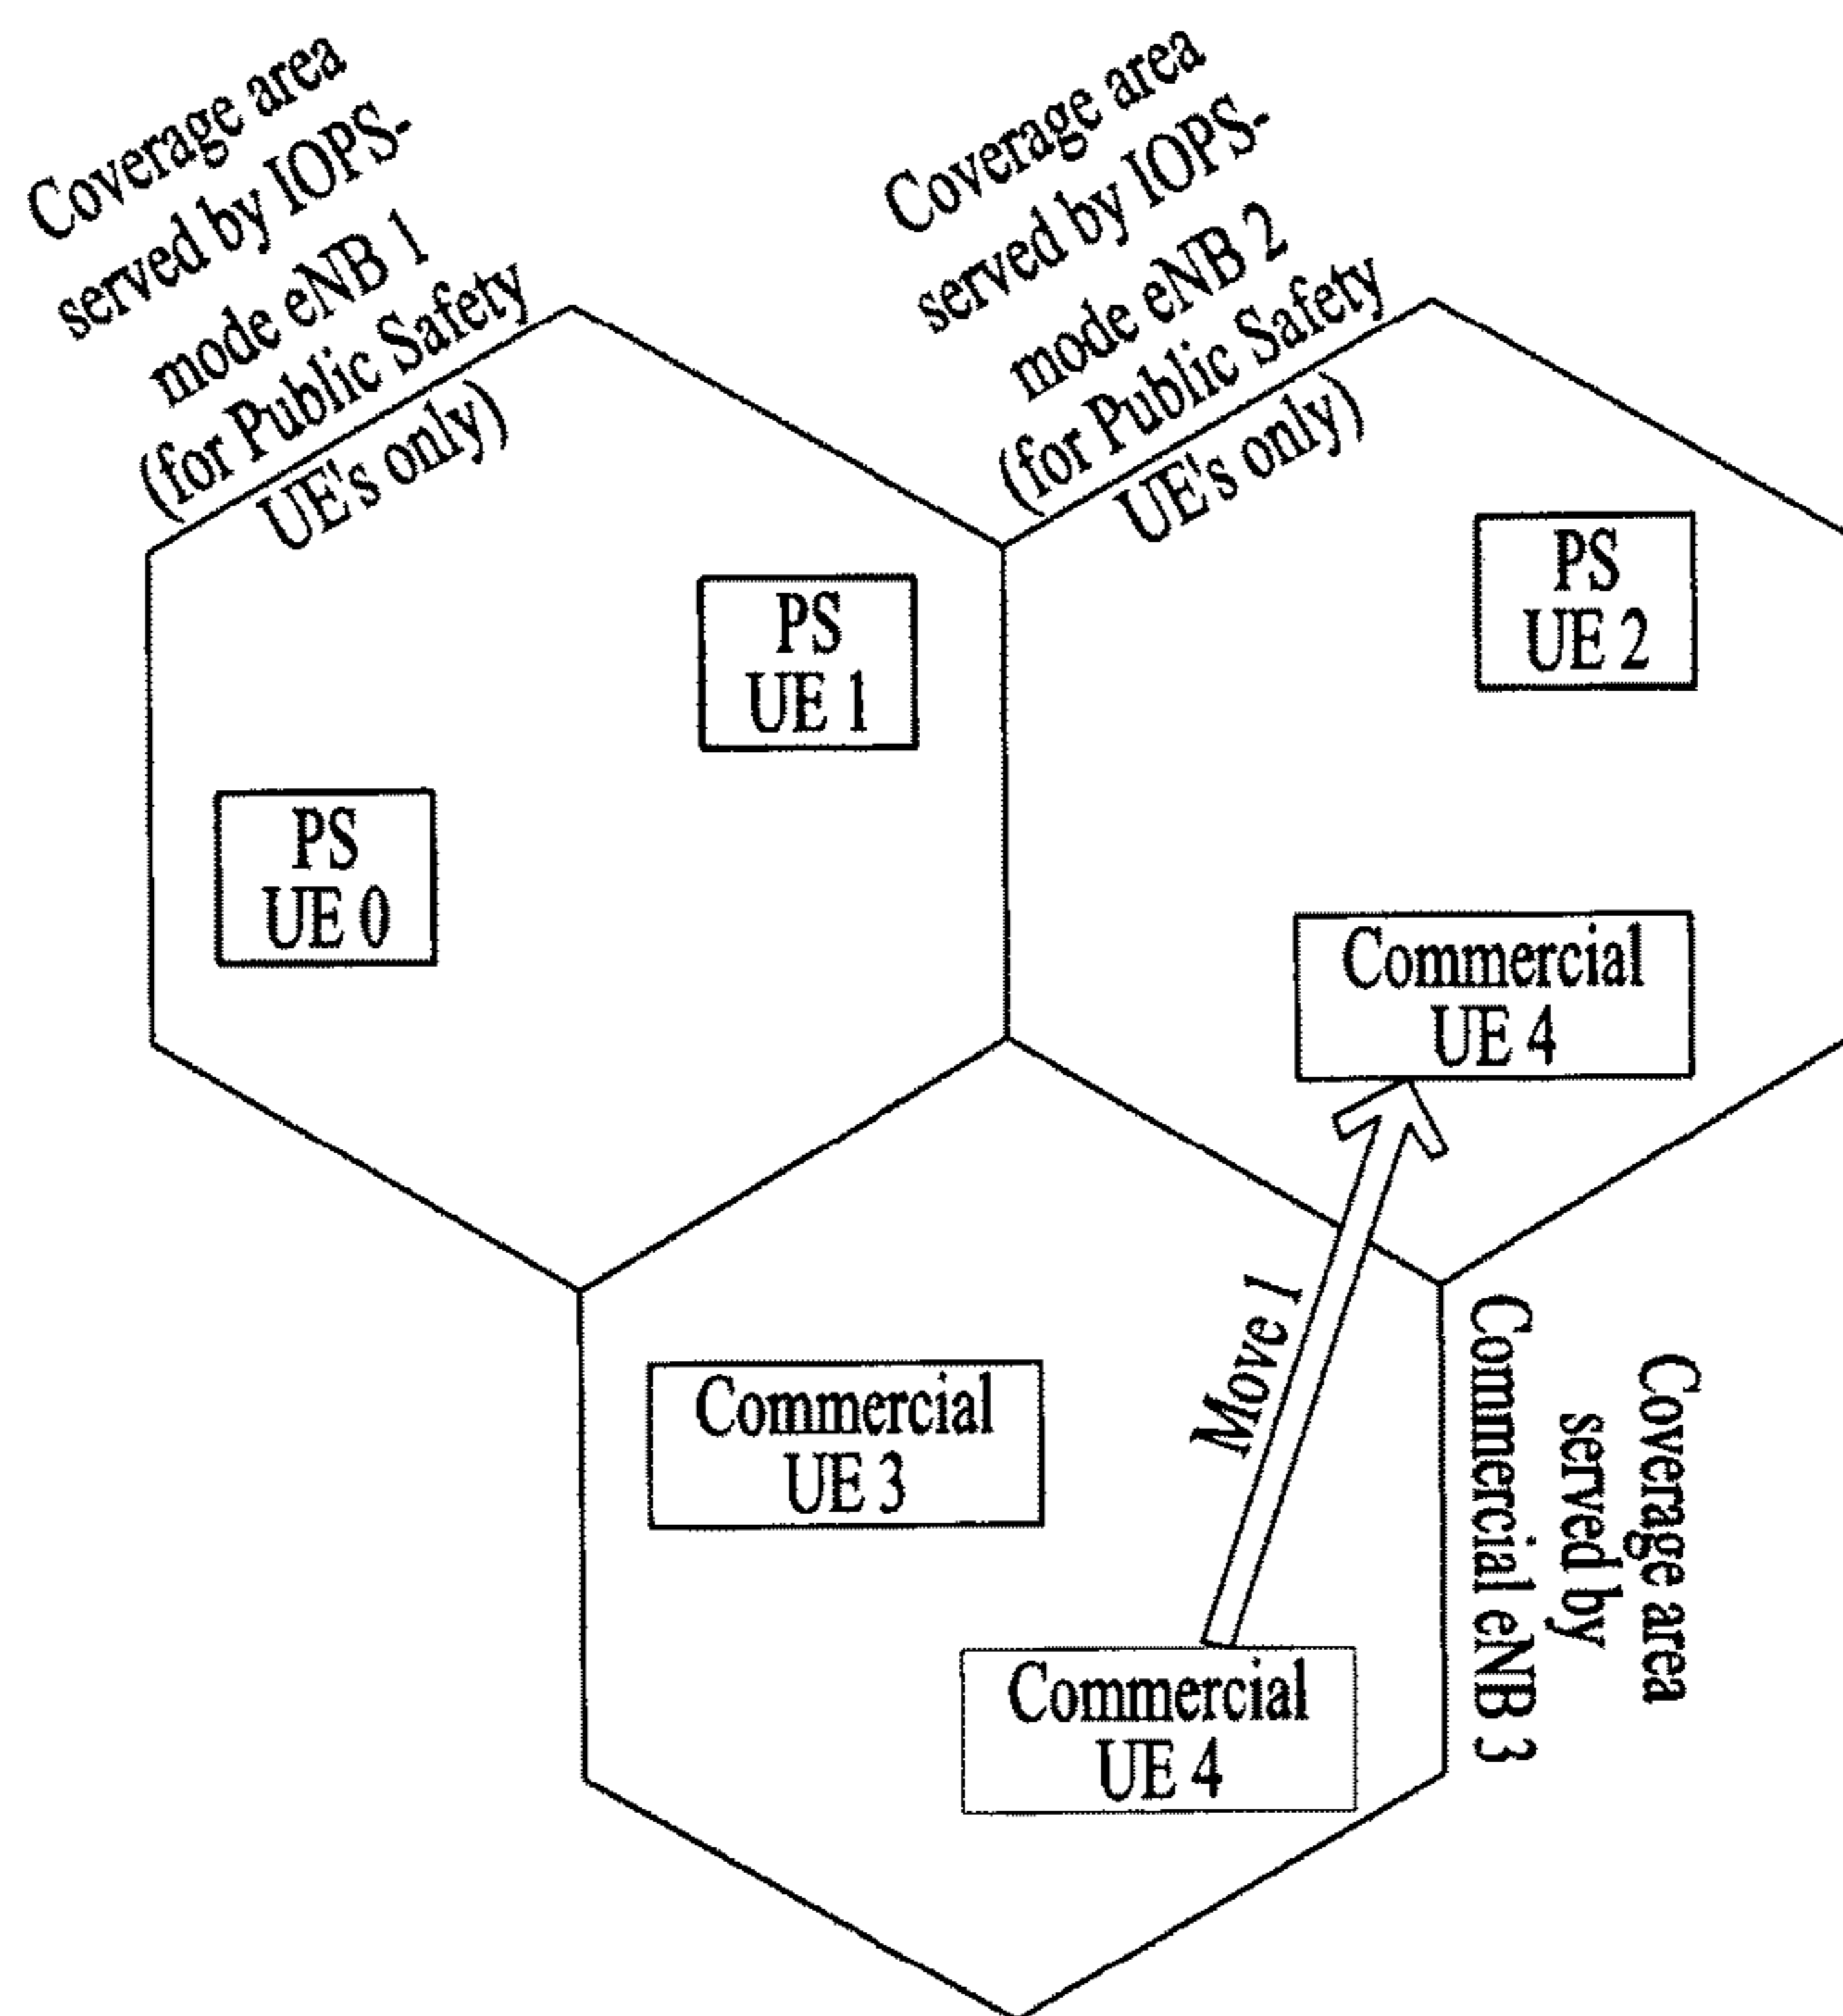 Coverage area
served by IOPS-
mode eNB 1
(for Public Safety
UE's only)
Coverage area
served by IOPS-
mode eNB 2
(for Public Safety
UE's only)
PS
UE 1
PS
UE 2
PS
UE 0
Commercial
UE 4
Move 1
Commercial
UE 3
Coverage area
served by
Commercial eNB 3
Commercial
UE 4